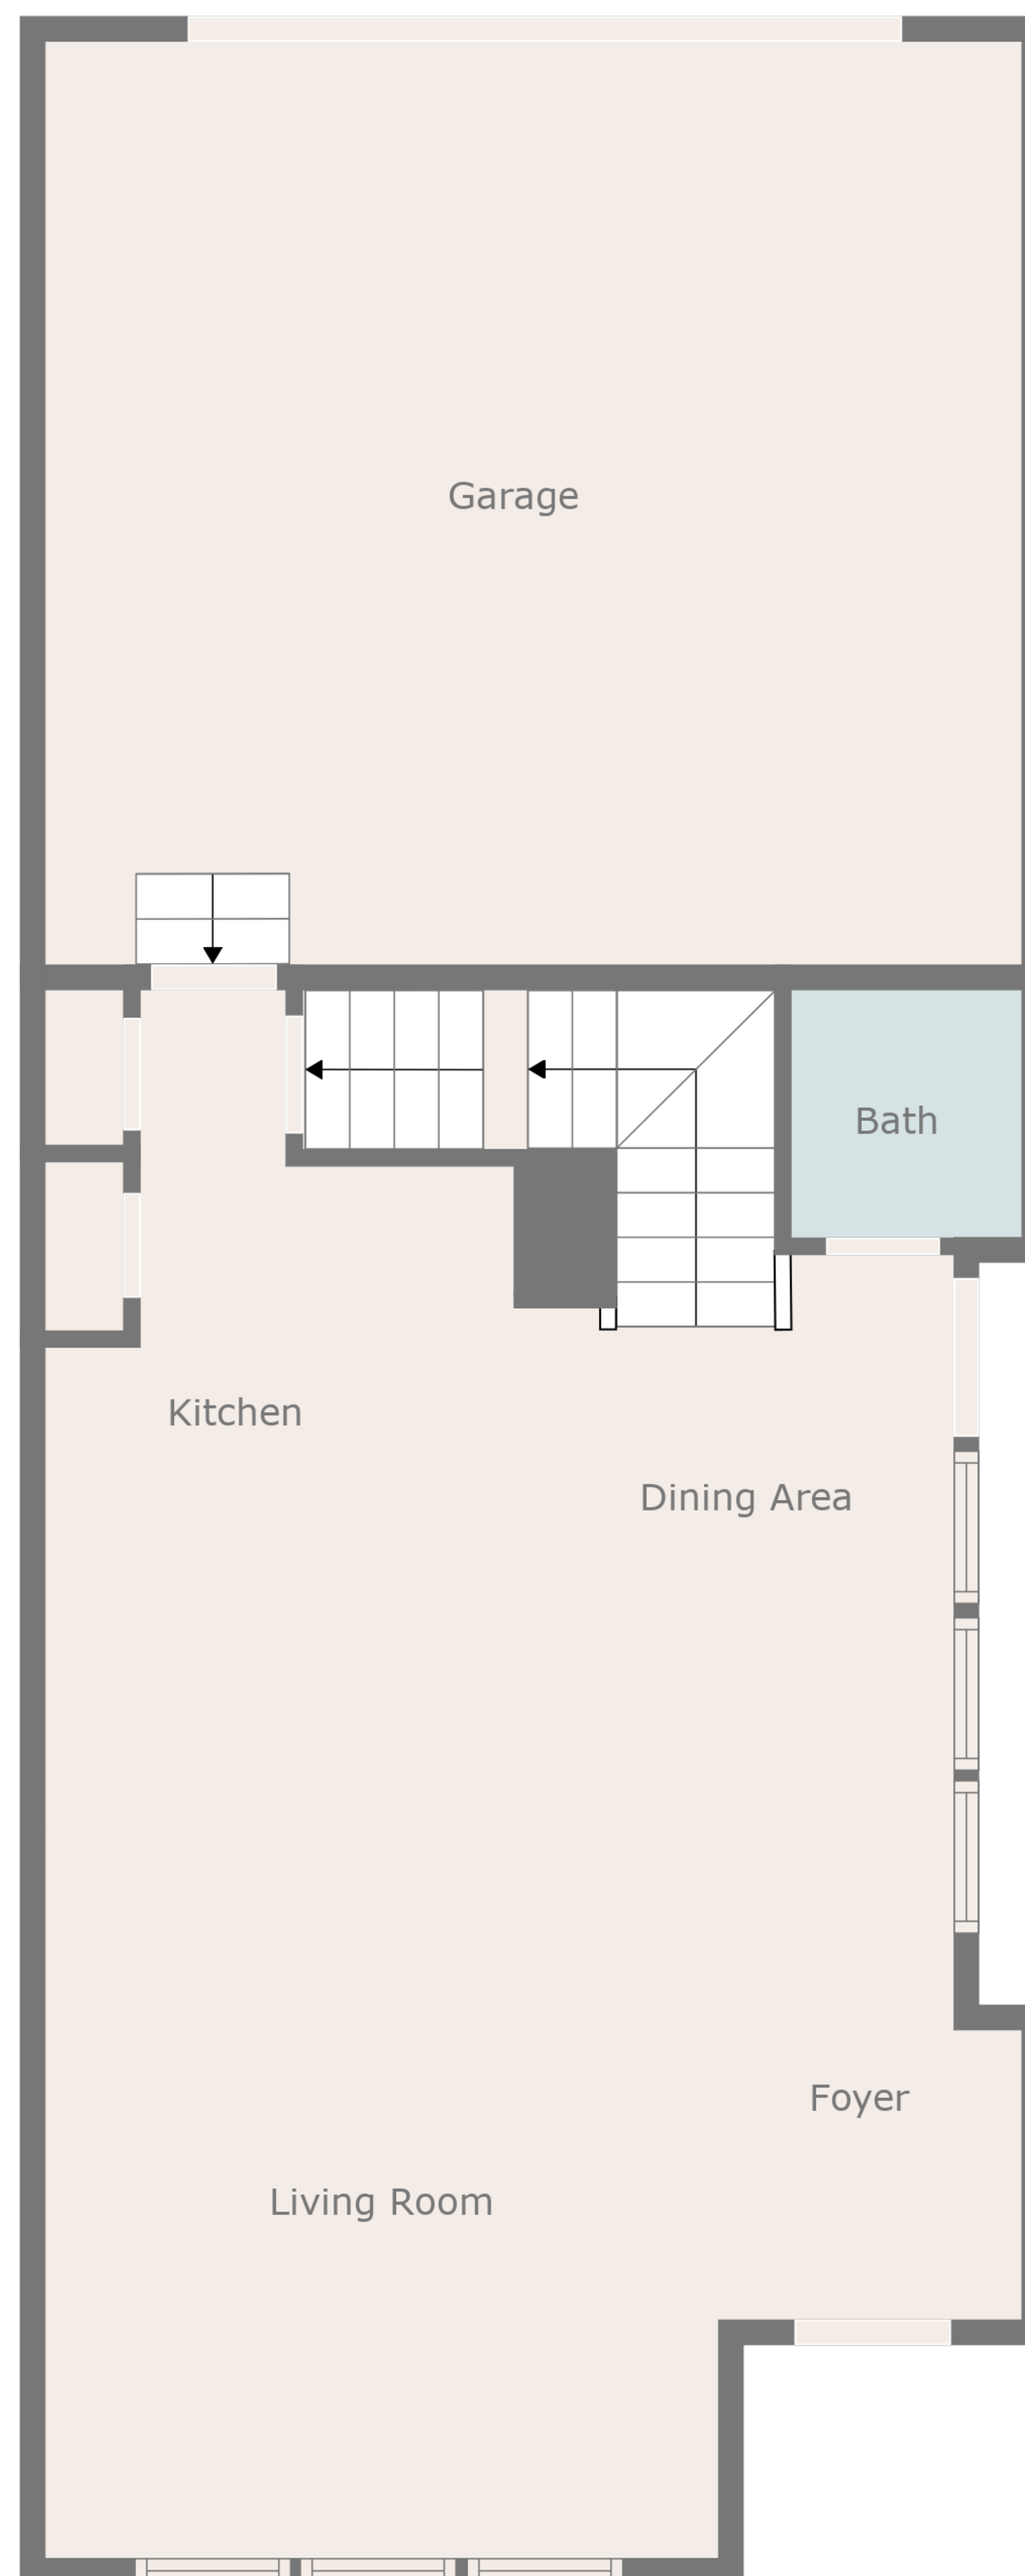 Garage
Bath
Kitchen
Dining Area
Foyer
Living Room